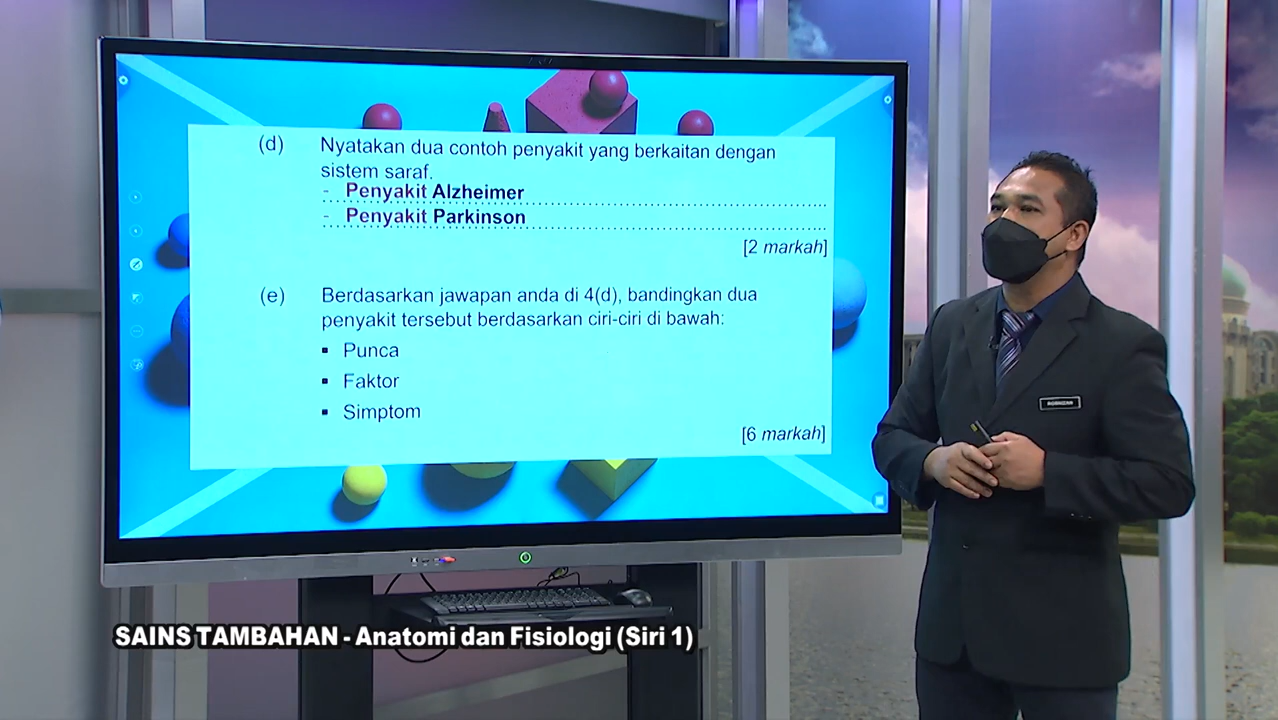 (d) Nyatakan dua contoh penyakit yang berkaitan dengan
sistem saraf.
- Penyakit Alzheimer
- Penyakit Parkinson
[2 markah]
(e) Berdasarkan jawapan anda di 4(d), bandingkan dua
penyakit tersebut berdasarkan ciri-ciri di bawah:
▪ Punca
▪ Faktor
▪ Simptom
[6 markah]
SAINS TAMBAHAN - Anatomi dan Fisiologi (Siri 1)